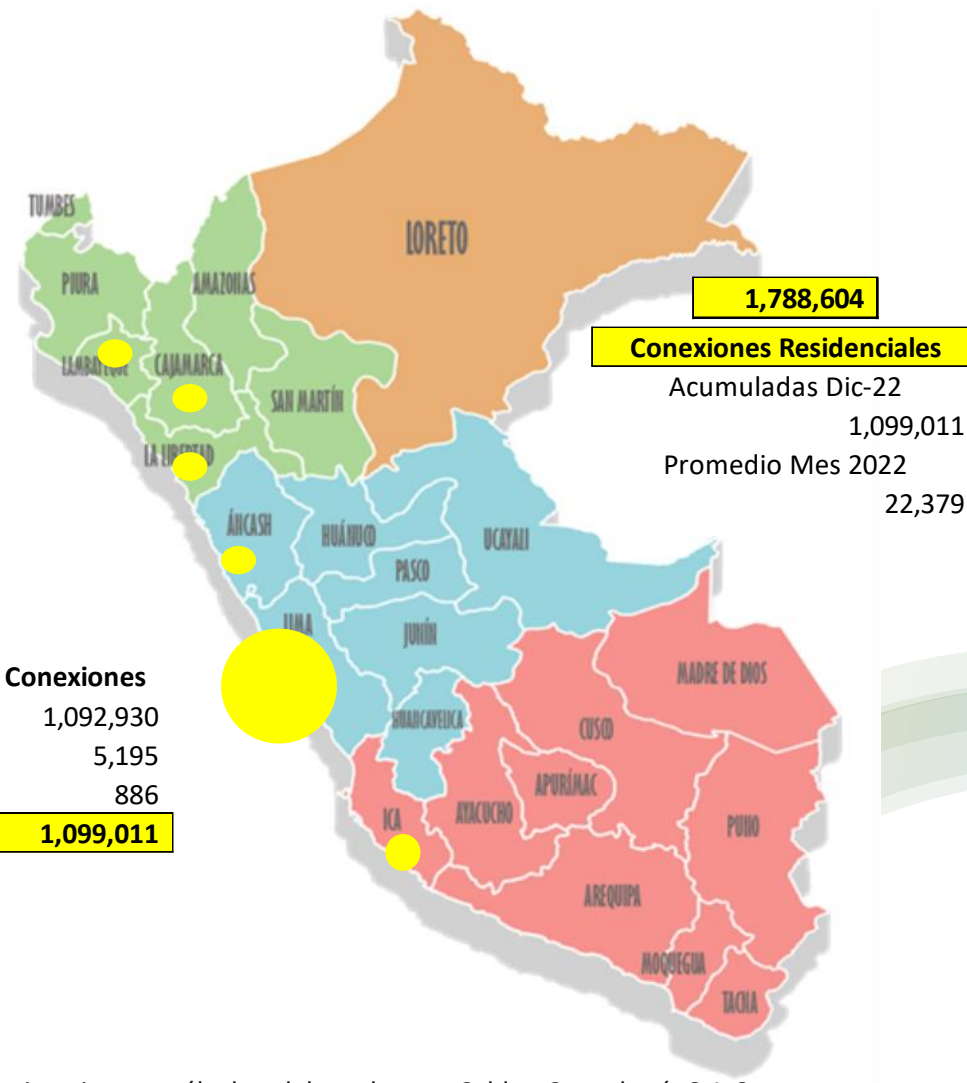 TUMBES
LORETO
PIURA
AMAZONAS
1,788,604
Conexiones Residenciales
LAMBAYEQUE
CAJAMARCA
Acumuladas Dic-22
SAN MARTÍN
1,099,011
LA LIBERTAD
Promedio Mes 2022
22,379
ÁNCASH
HUÁNUCO
UCAYALI
PASCO
LIMA
JUNÍN
Conexiones
MADRE DE DIOS
1,092,930
HUANCAVELICA
CUSCO
5,195
886
APURÍMAC
ICA
AYACUCHO
PUNO
1,099,011
AREQUIPA
MOQUEGUA
TACNA